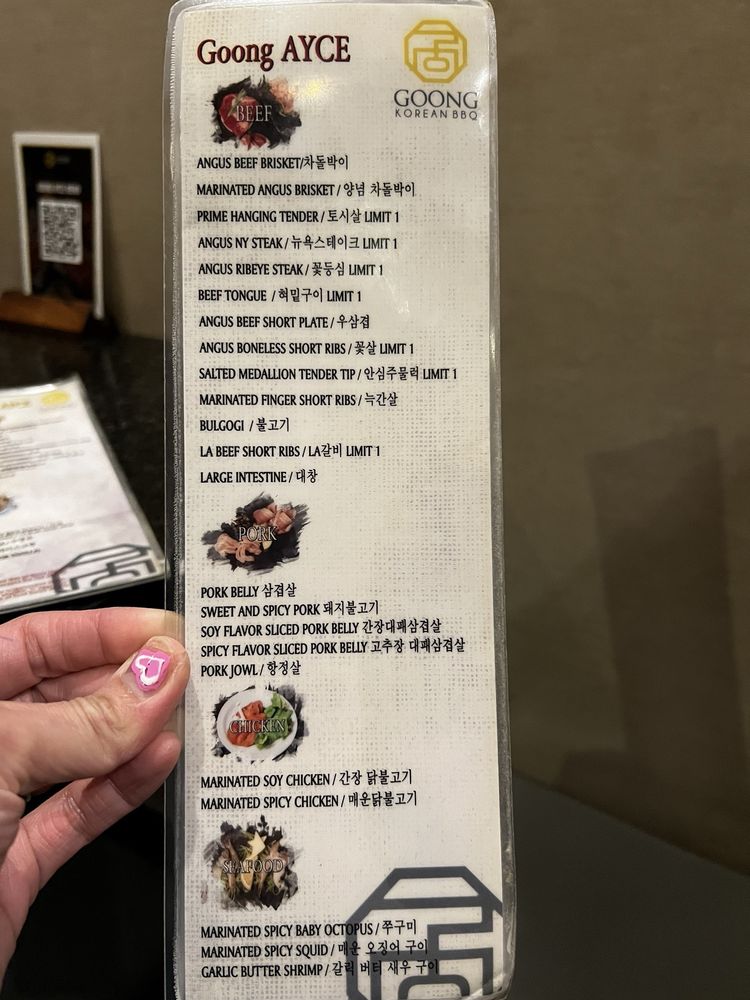 Goong AYCE
GOONG
KOREAN BBQ
BEEF
ANGUS BEEF BRISKET/차돌박이
MARINATED ANGUS BRISKET / 양념 차돌박이
PRIME HANGING TENDER / 토시살 LIMIT 1
ANGUS NY STEAK / 뉴욕스테이크 LIMIT 1
ANGUS RIBEYE STEAK / 꽃등심 LIMIT 1
BEEF TONGUE / 혀밑구이 LIMIT 1
ANGUS BEEF SHORT PLATE / 우삼겹
ANGUS BONELESS SHORT RIBS / 꽃살 LIMIT 1
SALTED MEDALLION TENDER TIP / 안심주물럭 LIMIT 1
MARINATED FINGER SHORT RIBS / 늑간살
BULGOGI / 불고기
LA BEEF SHORT RIBS / LA갈비 LIMIT 1
LARGE INTESTINE / 대창
PORK
PORK BELLY 삼겹살
SWEET AND SPICY PORK 돼지불고기
SOY FLAVOR SLICED PORK BELLY 간장대패삼겹살
SPICY FLAVOR SLICED PORK BELLY 고추장 대패삼겹살
PORK JOWL / 항정살
CHICKEN
MARINATED SOY CHICKEN / 간장 닭불고기
MARINATED SPICY CHICKEN / 매운닭불고기
SEAFOOD
MARINATED SPICY BABY OCTOPUS / 쭈구미
MARINATED SPICY SQUID / 매운 오징어 구이
GARLIC BUTTER SHRIMP / 갈릭 버터 새우 구이